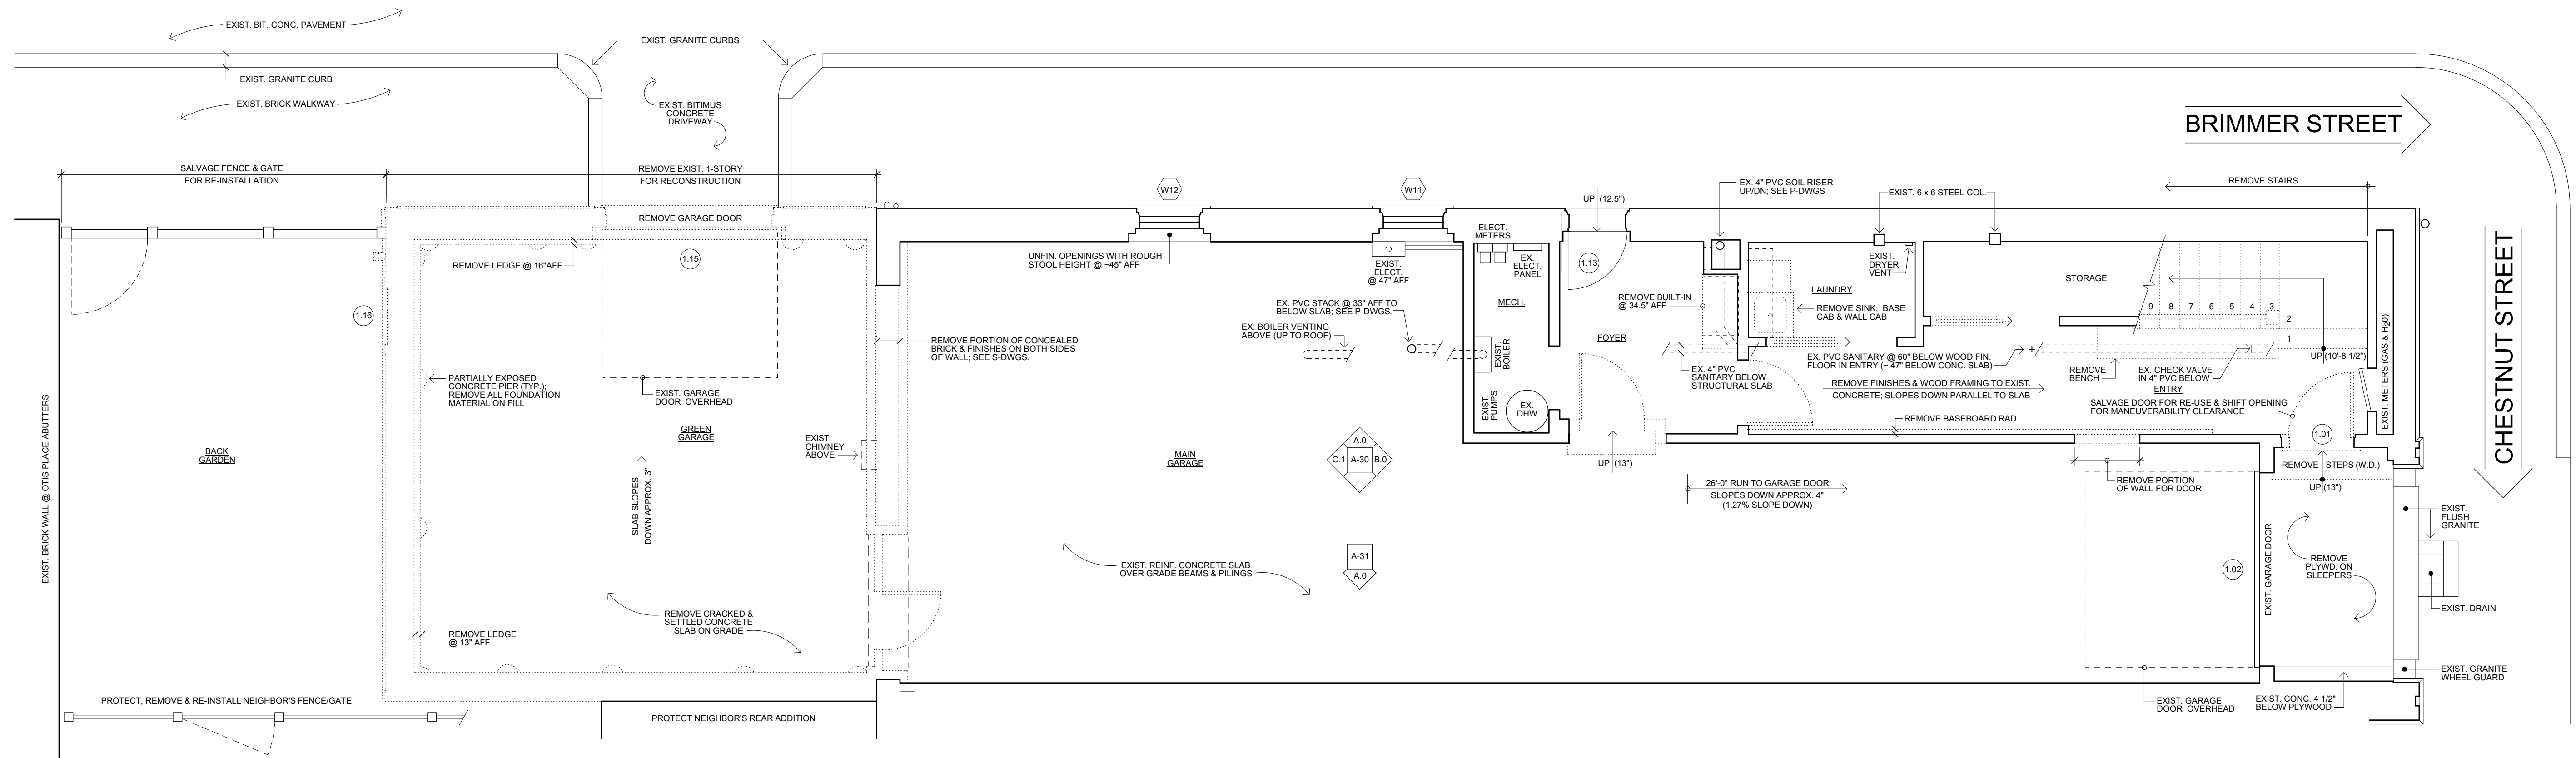 EXIST. BIT. CONC. PAVEMENT
EXIST. GRANITE CURBS
EXIST. GRANITE CURB
EXIST. BRICK WALKWAY
EXIST. BITIMUS
CONCRETE
DRIVEWAY
BRIMMER STREET
CHESTNUT STREET
SALVAGE FENCE & GATE
FOR RE-INSTALLATION
REMOVE EXIST. 1-STORY
FOR RECONSTRUCTION
REMOVE GARAGE DOOR
W12
W11
UP (12.5")
EX. 4" PVC SOIL RISER
UP/DN; SEE P-DWGS
EXIST. 6 x 6 STEEL COL.
REMOVE STAIRS
REMOVE LEDGE @ 16"AFF
1.15
1.16
UNFIN. OPENINGS WITH ROUGH
STOOL HEIGHT @ ~45" AFF
EXIST.
ELECT.
@ 47" AFF
ELECT.
METERS
EX.
ELECT.
PANEL
MECH.
1.13
EXIST.
DRYER
VENT
LAUNDRY
STORAGE
REMOVE BUILT-IN
@ 34.5" AFF
REMOVE SINK, BASE
CAB & WALL CAB
9 8 7 6 5 4 3
2
1
UP (10'-8 1/2")
EXIST. METERS (GAS & H20)
EX. PVC STACK @ 33" AFF TO
BELOW SLAB; SEE P-DWGS.
EX. BOILER VENTING
ABOVE (UP TO ROOF)
REMOVE PORTION OF CONCEALED
BRICK & FINISHES ON BOTH SIDES
OF WALL; SEE S-DWGS.
FOYER
EXIST.
BOILER
EXIST.
PUMPS
EX.
DHW
EX. 4" PVC
SANITARY BELOW
STRUCTURAL SLAB
EX. PVC SANITARY @ 60" BELOW WOOD FIN.
FLOOR IN ENTRY (~ 47" BELOW CONC. SLAB)
REMOVE FINISHES & WOOD FRAMING TO EXIST.
CONCRETE; SLOPES DOWN PARALLEL TO SLAB
REMOVE
BENCH
EX. CHECK VALVE
IN 4" PVC BELOW
ENTRY
SALVAGE DOOR FOR RE-USE & SHIFT OPENING
FOR MANEUVERABILITY CLEARANCE
REMOVE BASEBOARD RAD.
PARTIALLY EXPOSED
CONCRETE PIER (TYP.);
REMOVE ALL FOUNDATION
MATERIAL ON FILL
EXIST. GARAGE
DOOR OVERHEAD
GREEN
GARAGE
EXIST.
CHIMNEY
ABOVE
BACK
GARDEN
EXIST. BRICK WALL @ OTIS PLACE ABUTTERS
SLAB SLOPES
DOWN APPROX. 3"
MAIN
GARAGE
A.0
C.1 A-30 B.0
UP (13")
1.01
REMOVE STEPS (W.D.)
UP (13")
REMOVE PORTION
OF WALL FOR DOOR
26'-0" RUN TO GARAGE DOOR
SLOPES DOWN APPROX. 4"
(1.27% SLOPE DOWN)
EXIST.
FLUSH
GRANITE
A-31
A.0
EXIST. REINF. CONCRETE SLAB
OVER GRADE BEAMS & PILINGS
1.02
EXIST. GARAGE DOOR
REMOVE
PLYWD. ON
SLEEPERS
EXIST. DRAIN
REMOVE CRACKED &
SETTLED CONCRETE
SLAB ON GRADE
REMOVE LEDGE
@ 13" AFF
EXIST. GRANITE
WHEEL GUARD
PROTECT, REMOVE & RE-INSTALL NEIGHBOR'S FENCE/GATE
PROTECT NEIGHBOR'S REAR ADDITION
EXIST. GARAGE
DOOR OVERHEAD
EXIST. CONC. 4 1/2"
BELOW PLYWOOD